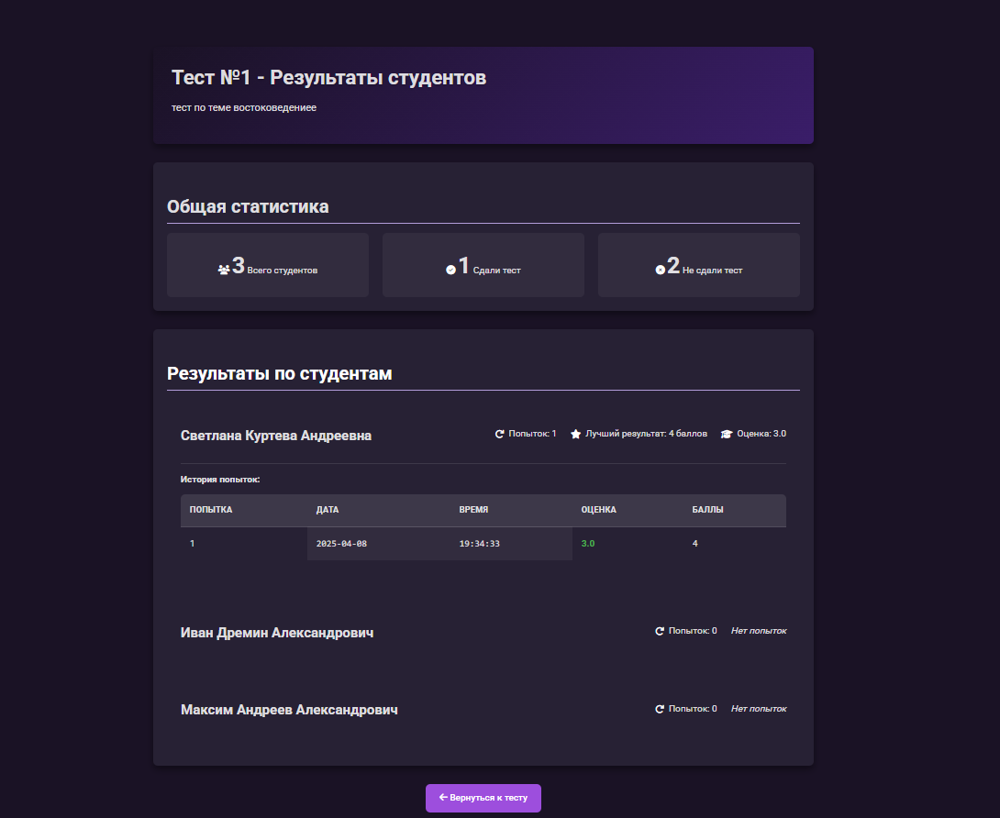 Тест №1 - Результаты студентов
тест по теме востоковедениее
Общая статистика
3 Всего студентов
1 Сдали тест
2 Не сдали тест
Результаты по студентам
Светлана Куртева Андреевна
Попыток: 1 Лучший результат: 4 баллов Оценка: 3.0
История попыток:
ПОПЫТКА ДАТА ВРЕМЯ ОЦЕНКА БАЛЛЫ
1 2025-04-08 19:34:33 3.0 4
Иван Дремин Александрович
Попыток: 0 Нет попыток
Максим Андреев Александрович
Попыток: 0 Нет попыток
Вернуться к тесту